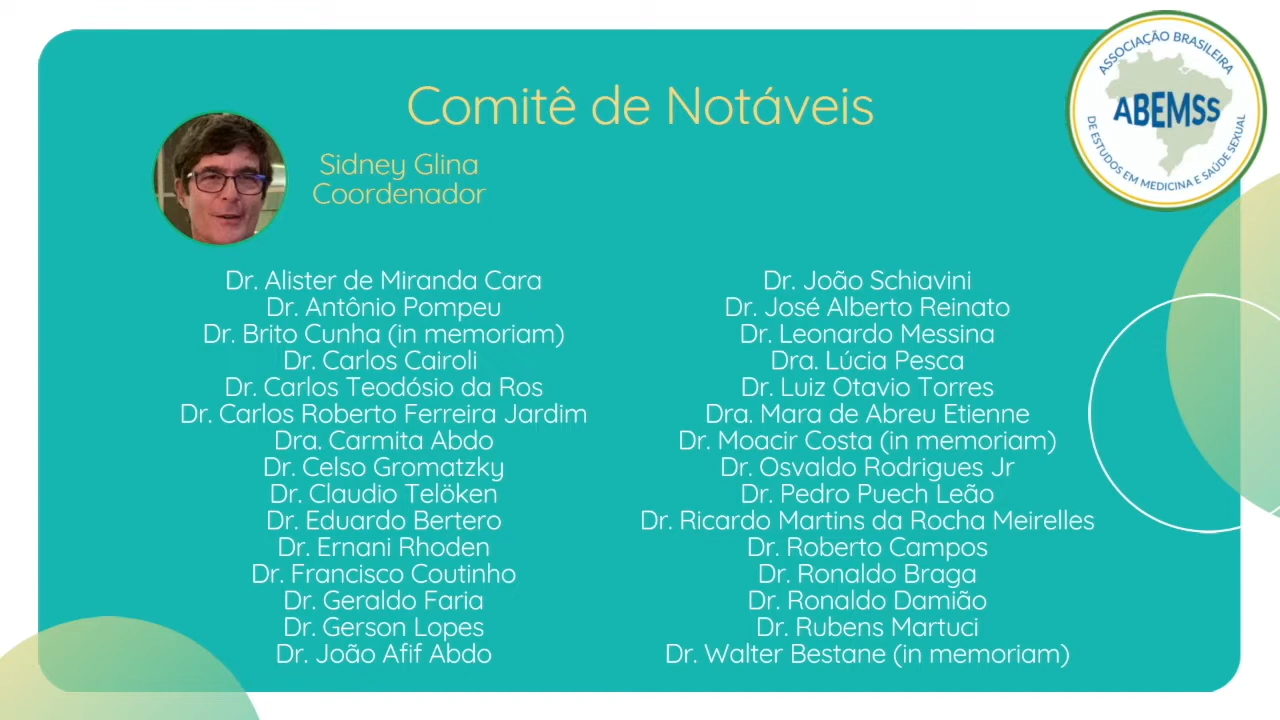 Comitê de Notáveis
Sidney Glina
Coordenador
ASSOCIAÇÃO BRASILEIRA
ABEMSS
DE ESTUDOS EM MEDICINA E SAÚDE SEXUAL
Dr. Alister de Miranda Cara
Dr. Antônio Pompeu
Dr. Brito Cunha (in memoriam)
Dr. Carlos Cairoli
Dr. Carlos Teodósio da Ros
Dr. Carlos Roberto Ferreira Jardim
Dra. Carmita Abdo
Dr. Celso Gromatzky
Dr. Claudio Telöken
Dr. Eduardo Bertero
Dr. Ernani Rhoden
Dr. Francisco Coutinho
Dr. Geraldo Faria
Dr. Gerson Lopes
Dr. João Afif Abdo
Dr. João Schiavini
Dr. José Alberto Reinato
Dr. Leonardo Messina
Dra. Lúcia Pesca
Dr. Luiz Otavio Torres
Dra. Mara de Abreu Etienne
Dr. Moacir Costa (in memoriam)
Dr. Osvaldo Rodrigues Jr
Dr. Pedro Puech Leão
Dr. Ricardo Martins da Rocha Meirelles
Dr. Roberto Campos
Dr. Ronaldo Braga
Dr. Ronaldo Damião
Dr. Rubens Martuci
Dr. Walter Bestane (in memoriam)